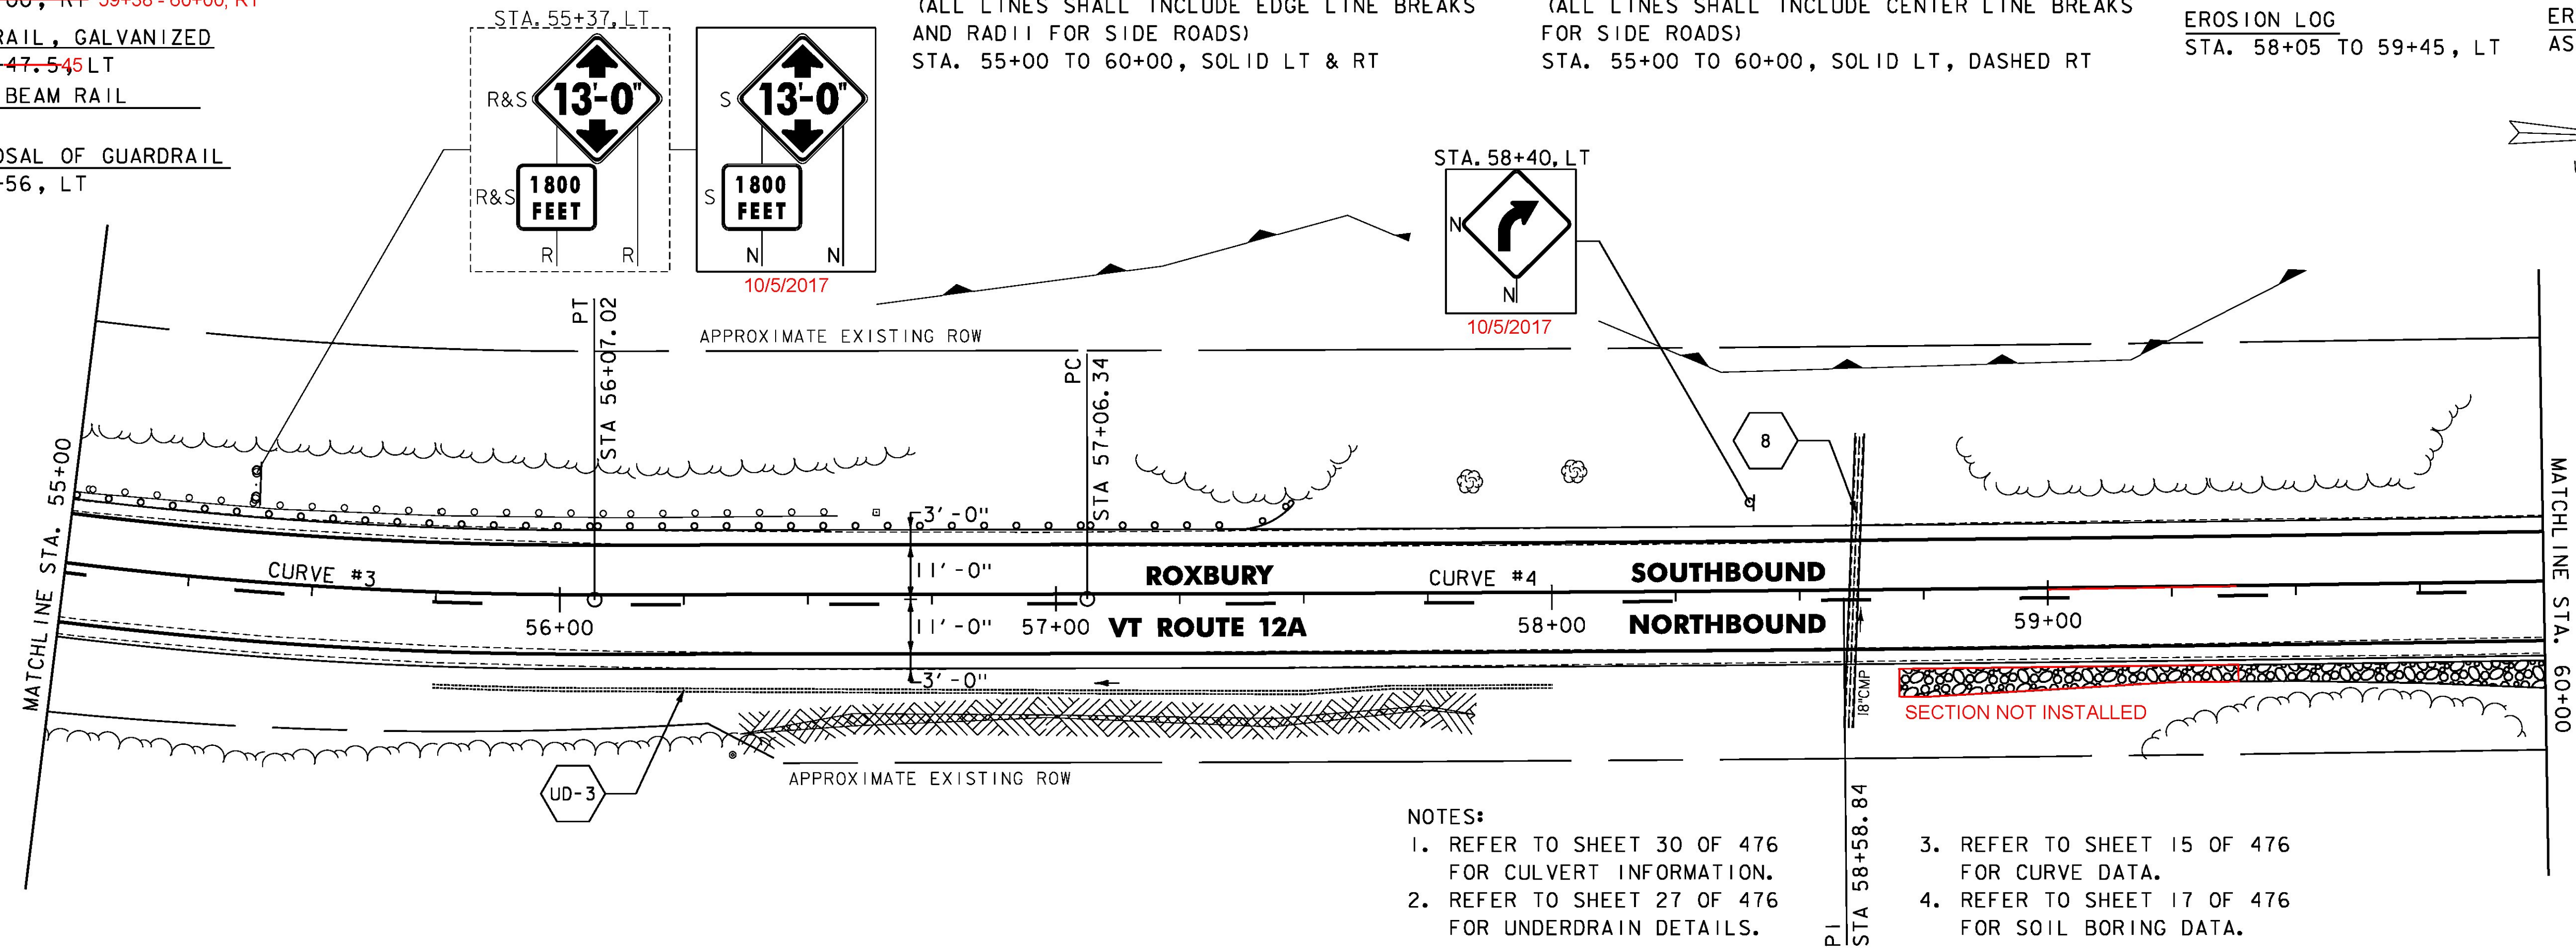 59+38 - 60+00, RT
RAIL, GALVANIZED
+47.5 45 LT
BEAM RAIL
OSAL OF GUARDRAIL
+56, LT
STA. 55+37, LT
R&S
13'-0"
R&S
1800
FEET
R
R
S
13'-0"
S
1800
FEET
N
N
10/5/2017
(ALL LINES SHALL INCLUDE EDGE LINE BREAKS
AND RADII FOR SIDE ROADS)
STA. 55+00 TO 60+00, SOLID LT & RT
(ALL LINES SHALL INCLUDE CENTER LINE BREAKS
FOR SIDE ROADS)
STA. 55+00 TO 60+00, SOLID LT, DASHED RT
EROSION LOG
STA. 58+05 TO 59+45, LT
ER
AS
STA. 58+40, LT
N
N
10/5/2017
PT
STA 56+07.02
APPROXIMATE EXISTING ROW
PC
STA 57+06.34
8
MATCHLINE STA. 55+00
3'-0"
11'-0"
11'-0"
3'-0"
CURVE #3
ROXBURY
CURVE #4
SOUTHBOUND
56+00
57+00
VT ROUTE 12A
58+00
NORTHBOUND
59+00
18"CMP
SECTION NOT INSTALLED
MATCHLINE STA. 60+00
UD-3
APPROXIMATE EXISTING ROW
PI
STA 58+58.84
NOTES:
1. REFER TO SHEET 30 OF 476
FOR CULVERT INFORMATION.
2. REFER TO SHEET 27 OF 476
FOR UNDERDRAIN DETAILS.
3. REFER TO SHEET 15 OF 476
FOR CURVE DATA.
4. REFER TO SHEET 17 OF 476
FOR SOIL BORING DATA.